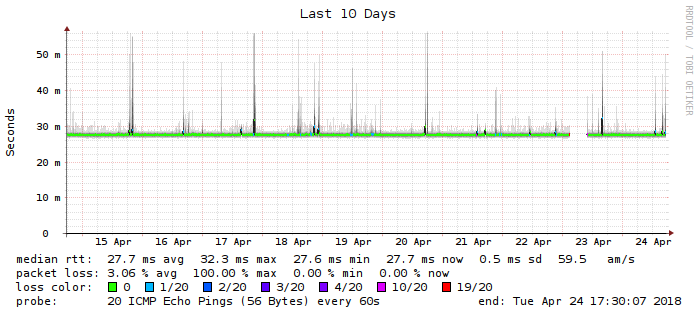 Last 10 Days
RRDTOOL / TOBI OETIKER
Seconds
50 m
40 m
30 m
20 m
10 m
0
15 Apr 16 Apr 17 Apr 18 Apr 19 Apr 20 Apr 21 Apr 22 Apr 23 Apr 24 Apr
median rtt: 27.7 ms avg 32.3 ms max 27.6 ms min 27.7 ms now 0.5 ms sd 59.5 am/s
packet loss: 3.06 % avg 100.00 % max 0.00 % min 0.00 % now
loss color: 0 1/20 2/20 3/20 4/20 10/20 19/20
probe: 20 ICMP Echo Pings (56 Bytes) every 60s end: Tue Apr 24 17:30:07 2018